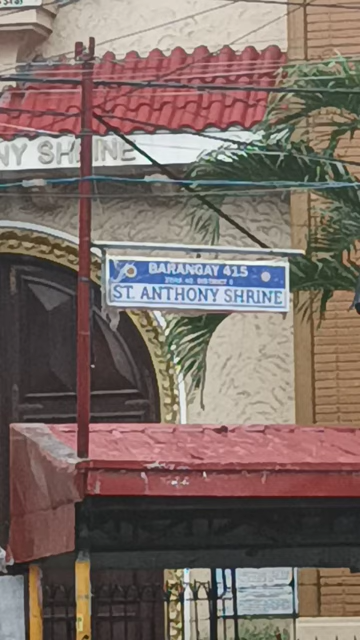 NY SHRINE
BARANGAY 415
ZONE 42 DISTRICT 4
ST. ANTHONY SHRINE